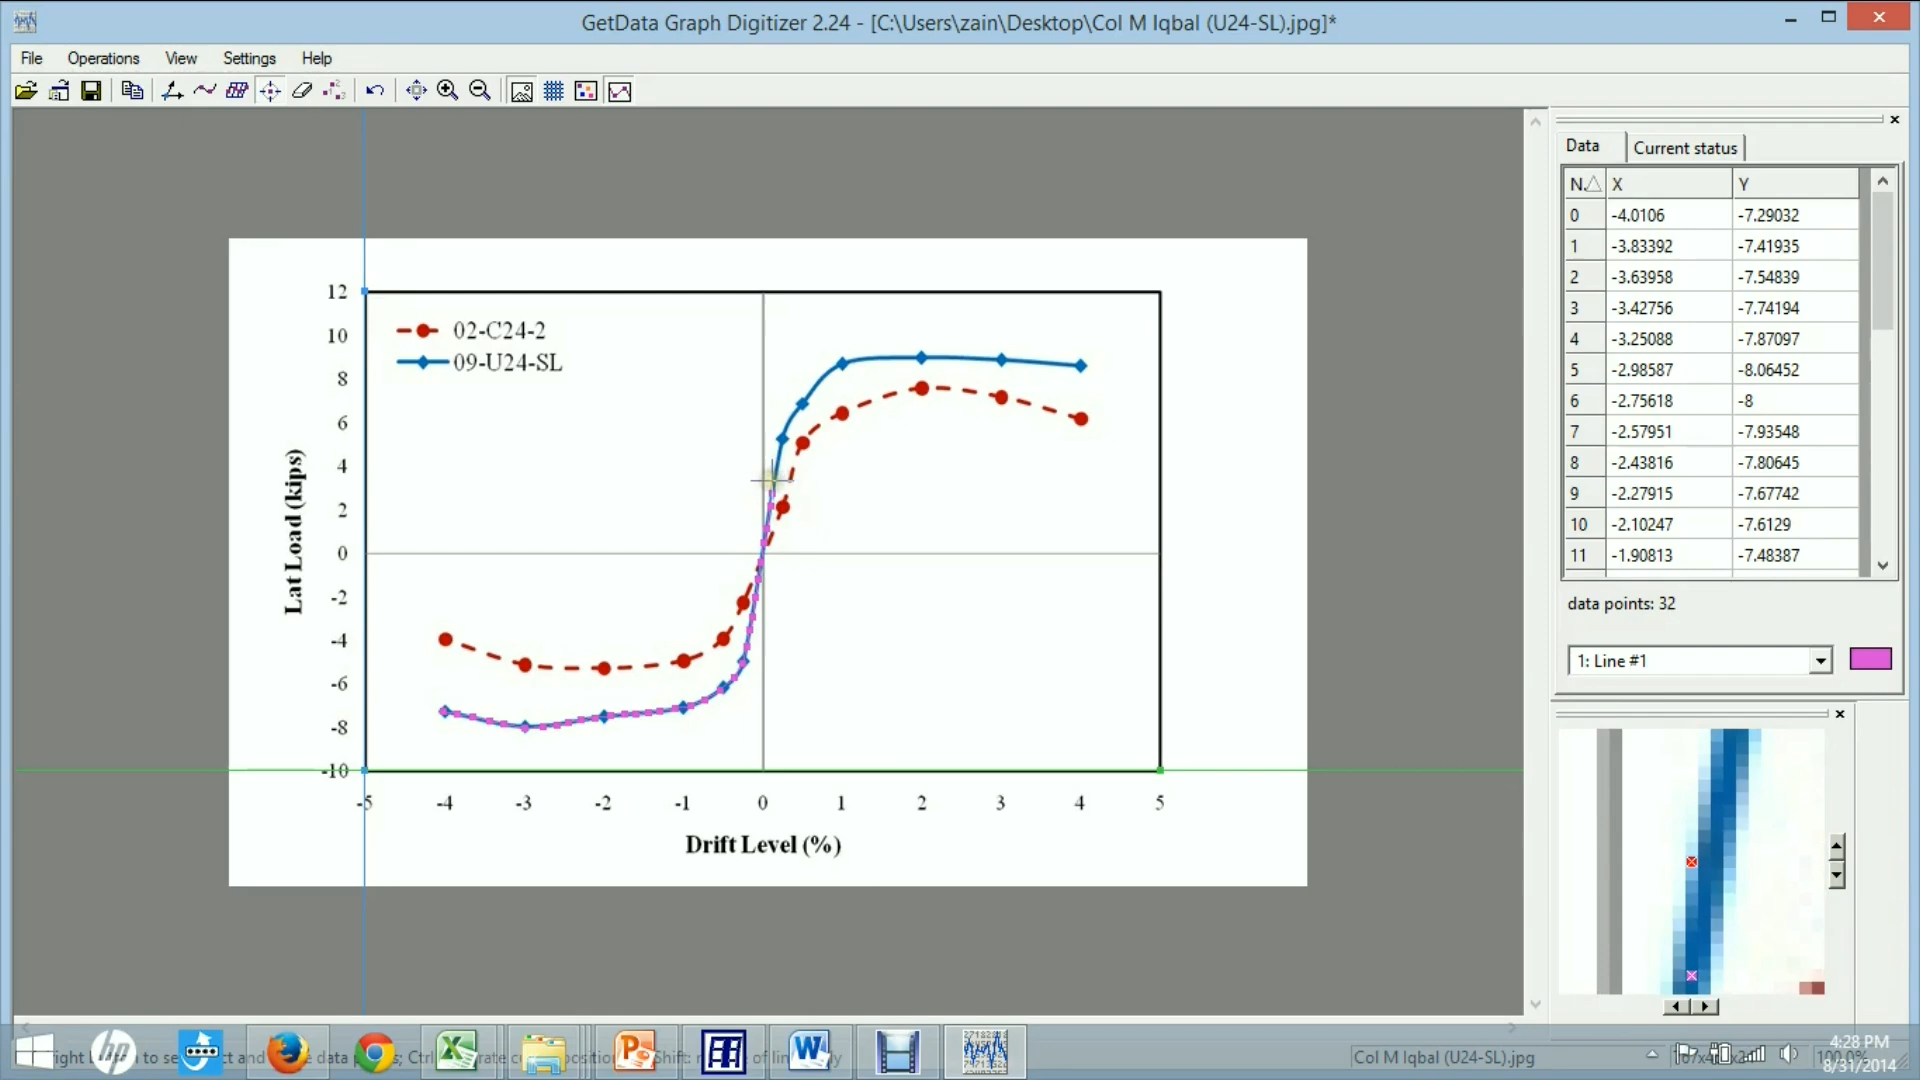 GetData Graph Digitizer 2.24 - [C:\Users\zain\Desktop\Col M Iqbal (U24-SL).jpg]*
File Operations View Settings Help
Data Current status
N. X Y
0 -4.0106 -7.29032
1 -3.83392 -7.41935
2 -3.63958 -7.54839
3 -3.42756 -7.74194
4 -3.25088 -7.87097
5 -2.98587 -8.06452
6 -2.75618 -8
7 -2.57951 -7.93548
8 -2.43816 -7.80645
9 -2.27915 -7.67742
10 -2.10247 -7.6129
11 -1.90813 -7.48387
data points: 32
1: Line #1
02-C24-2
09-U24-SL
12
10
8
6
4
2
0
-2
-4
-6
-8
-10
Lat Load (kips)
-5 -4 -3 -2 -1 0 1 2 3 4 5
Drift Level (%)
Col M Iqbal (U24-SL).jpg
4:28 PM
8/31/2014